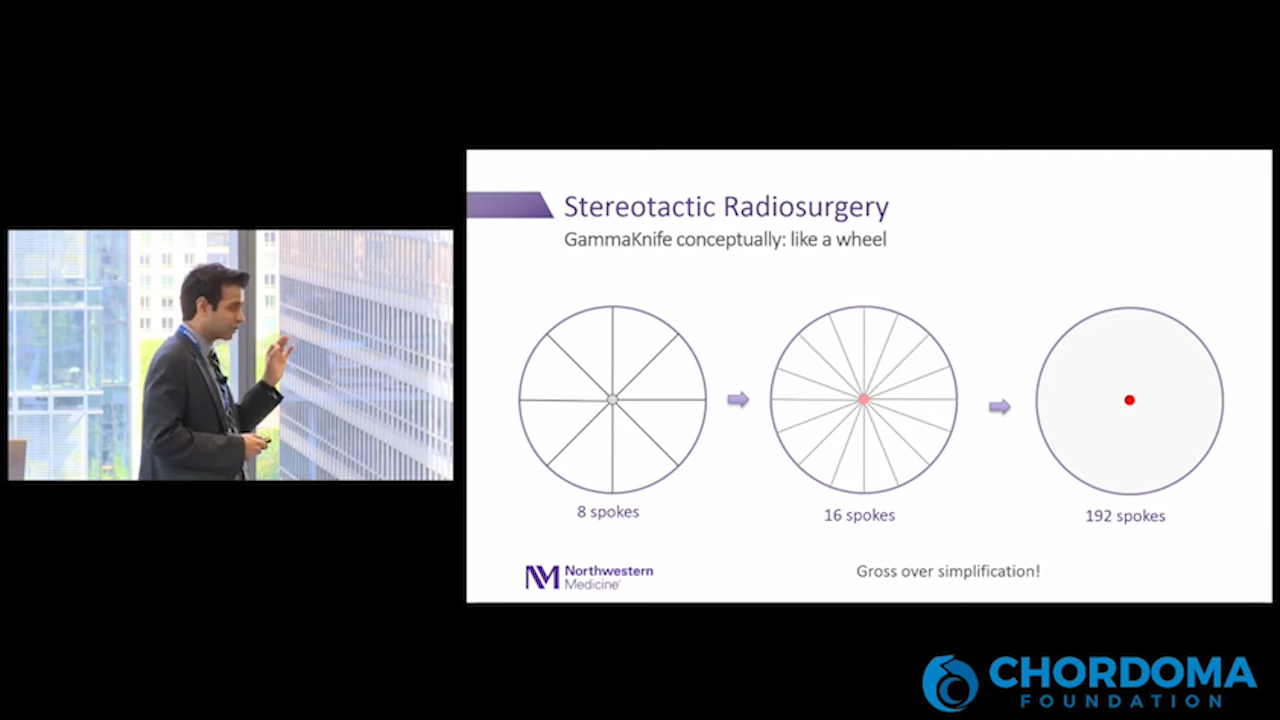 Stereotactic Radiosurgery
GammaKnife conceptually: like a wheel
8 spokes
16 spokes
192 spokes
Northwestern
Medicine®
Gross over simplification!
CHORDOMA
FOUNDATION